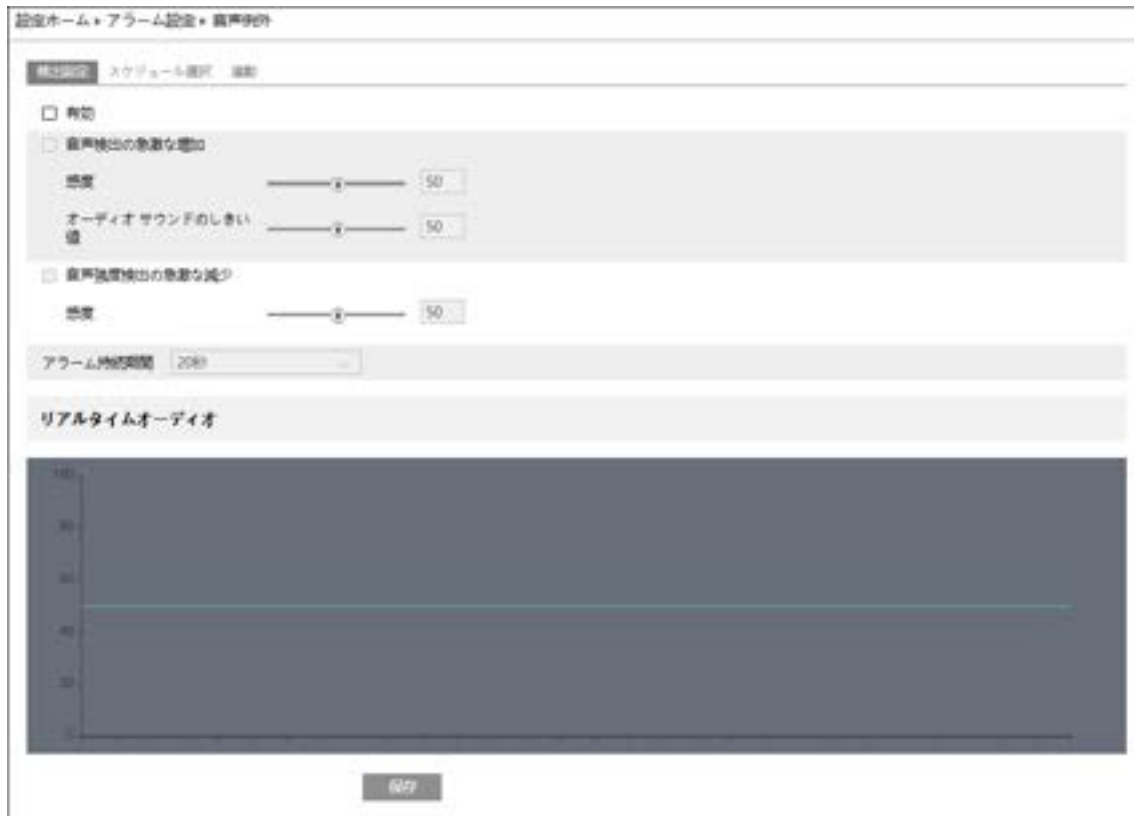 設定ホーム ▸ アラーム設定 ▸ 音声例外
検出設定 スケジュール選択 連動
有効
音声検出の急激な増加
感度 50
オーディオ サウンドのしきい
値 50
音声強度検出の急激な減少
感度 50
アラーム持続期間 20秒
リアルタイムオーディオ
100
80
60
40
20
0
保存